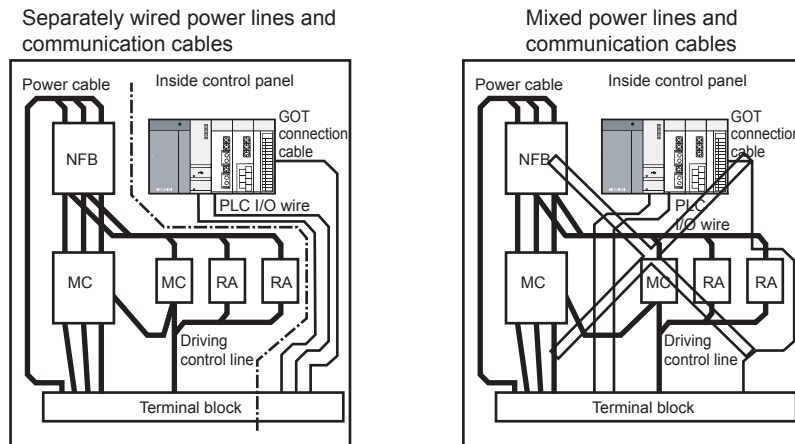 Separately wired power lines and
communication cables
Power cable
Inside control panel
GOT
connection
cable
NFB
PLC I/O wire
MC
MC
RA
RA
Driving
control line
Terminal block
Mixed power lines and
communication cables
Power cable
Inside control panel
GOT
connection
cable
NFB
PLC
I/O wire
MC
MC
RA
RA
Driving
control line
Terminal block